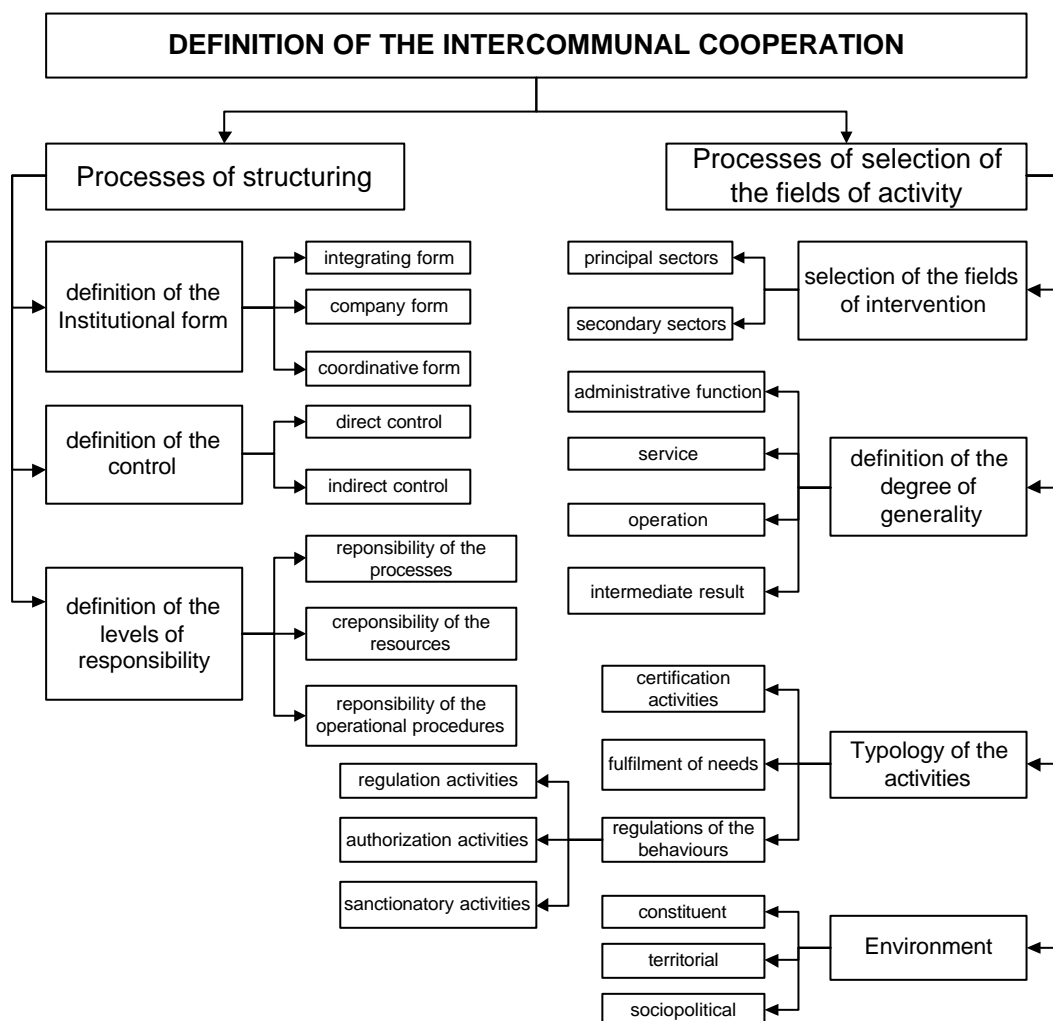 DEFINITION OF THE INTERCOMMUNAL COOPERATION
Processes of structuring
Processes of selection of
the fields of activity
definition of the
Institutional form
integrating form
company form
coordinative form
definition of the
control
direct control
indirect control
definition of the
levels of
responsibility
reponsibility of the
processes
creponsibility of the
resources
reponsibility of the
operational procedures
selection of the fields
of intervention
principal sectors
secondary sectors
definition of the
degree of
generality
administrative function
service
operation
intermediate result
Typology of the
activities
certification
activities
fulfilment of needs
regulations of the
behaviours
regulation activities
authorization activities
sanctionatory activities
Environment
constituent
territorial
sociopolitical